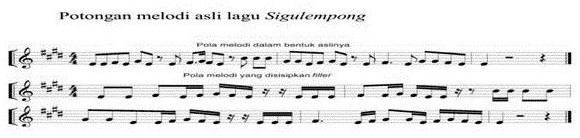 Potongan melodi asli lagu Sigulempong
Pola melodi dalam bentuk aslinya
Pola melodi yang disisipkan filler